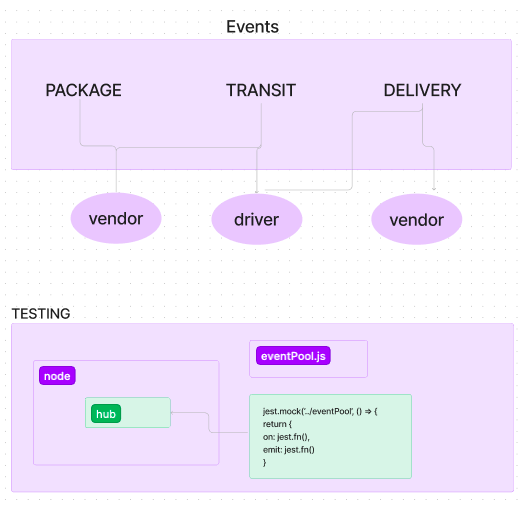 Events
PACKAGE
TRANSIT
DELIVERY
vendor
driver
vendor
TESTING
eventPool.js
node
hub
jest.mock('../eventPool', () => {
return {
on: jest.fn(),
emit: jest.fn()
}